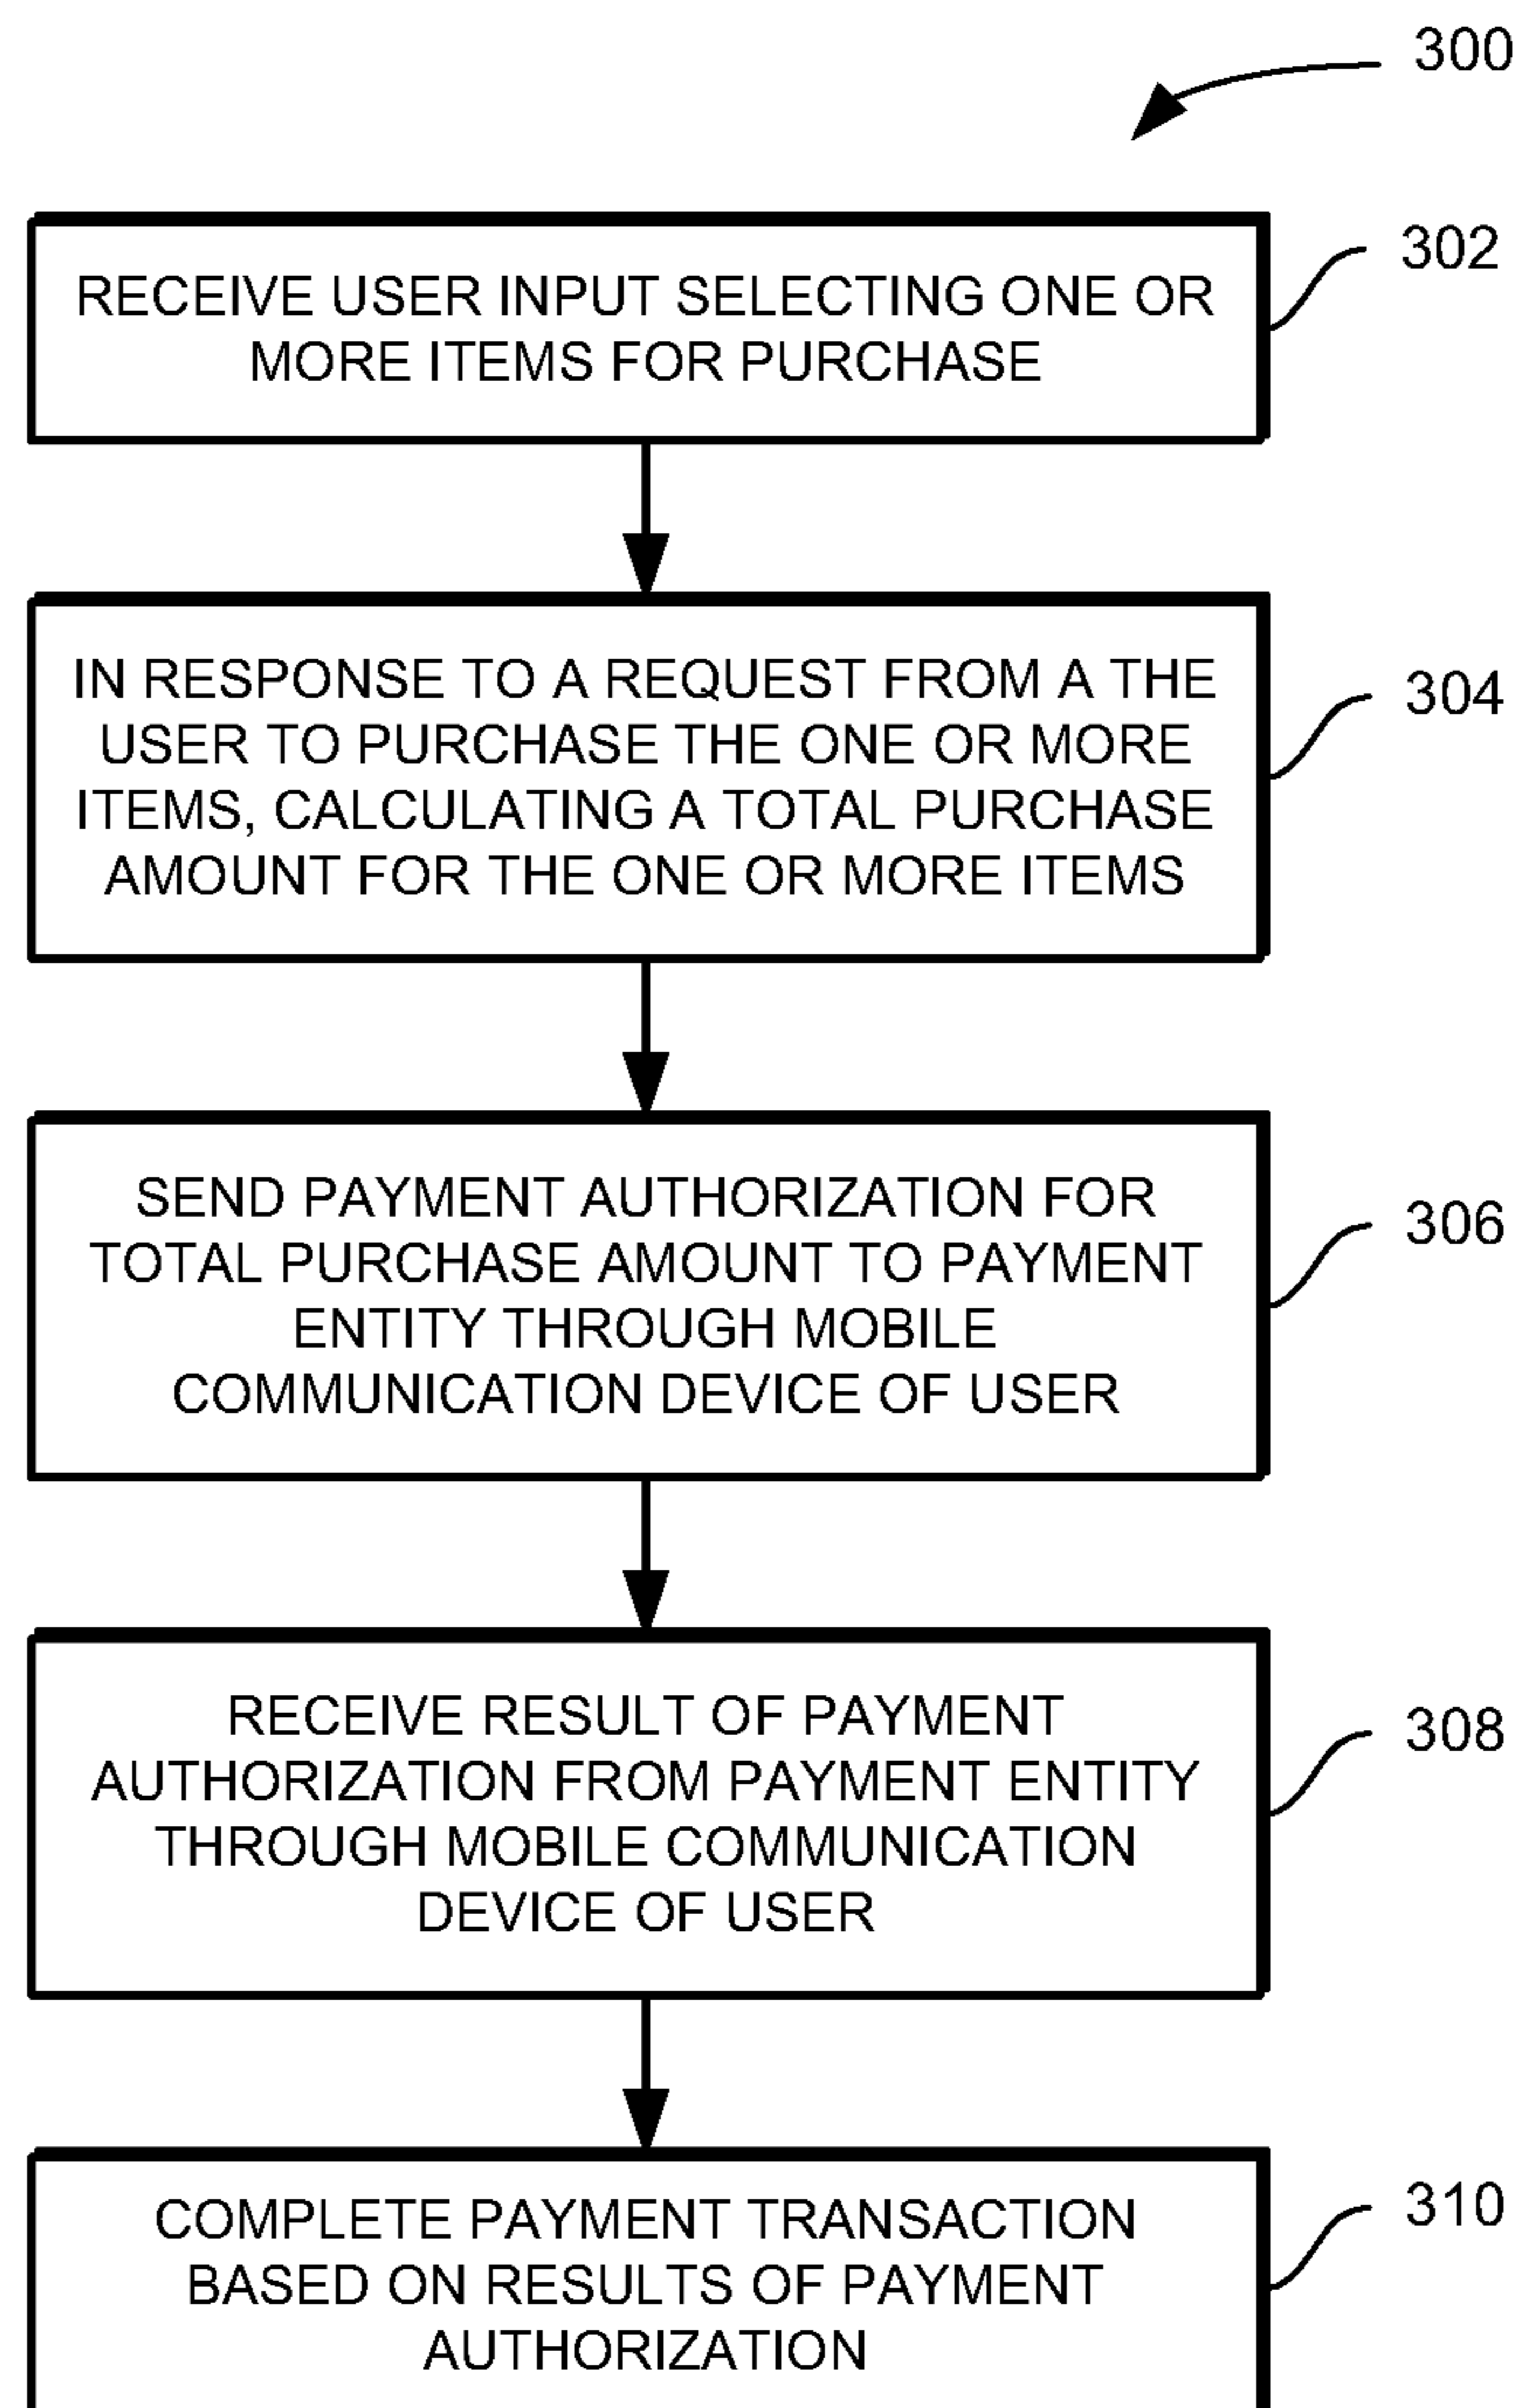 300
302
RECEIVE USER INPUT SELECTING ONE OR
MORE ITEMS FOR PURCHASE
304
IN RESPONSE TO A REQUEST FROM A THE
USER TO PURCHASE THE ONE OR MORE
ITEMS, CALCULATING A TOTAL PURCHASE
AMOUNT FOR THE ONE OR MORE ITEMS
306
SEND PAYMENT AUTHORIZATION FOR
TOTAL PURCHASE AMOUNT TO PAYMENT
ENTITY THROUGH MOBILE
COMMUNICATION DEVICE OF USER
308
RECEIVE RESULT OF PAYMENT
AUTHORIZATION FROM PAYMENT ENTITY
THROUGH MOBILE COMMUNICATION
DEVICE OF USER
310
COMPLETE PAYMENT TRANSACTION
BASED ON RESULTS OF PAYMENT
AUTHORIZATION